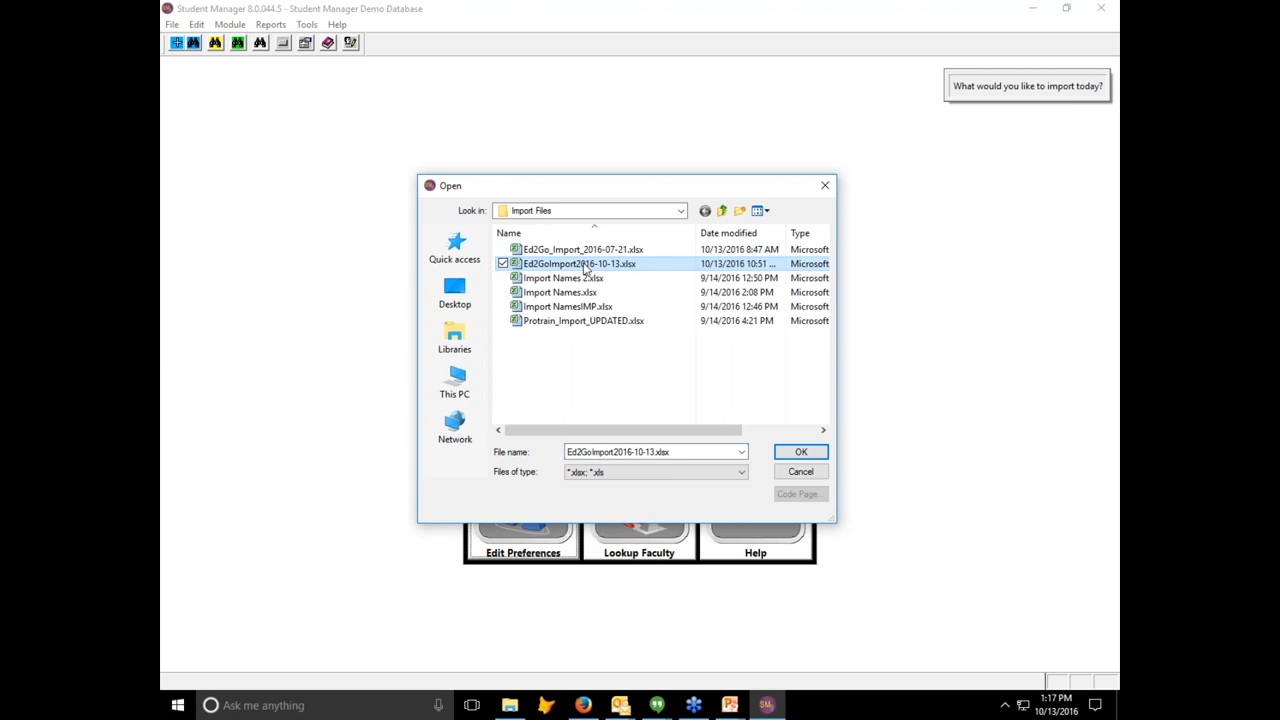 Student Manager 8.0.044.5 - Student Manager Demo Database
File Edit Module Reports Tools Help
What would you like to import today?
Open
Look in: Import Files
Name Date modified Type
Ed2Go_Import_2016-07-21.xlsx 10/13/2016 8:47 AM Microsoft
Ed2GoImport2016-10-13.xlsx 10/13/2016 10:51 ... Microsoft
Import Names 2.xlsx 9/14/2016 12:50 PM Microsoft
Import Names.xlsx 9/14/2016 2:08 PM Microsoft
Import NamesIMP.xlsx 9/14/2016 12:46 PM Microsoft
Protrain_Import_UPDATED.xlsx 9/14/2016 4:21 PM Microsoft
Quick access
Desktop
Libraries
This PC
Network
File name: Ed2GoImport2016-10-13.xlsx OK
Files of type: *.xlsx; *.xls Cancel
Code Page...
Edit Preferences Lookup Faculty Help
Ask me anything
1:17 PM
10/13/2016